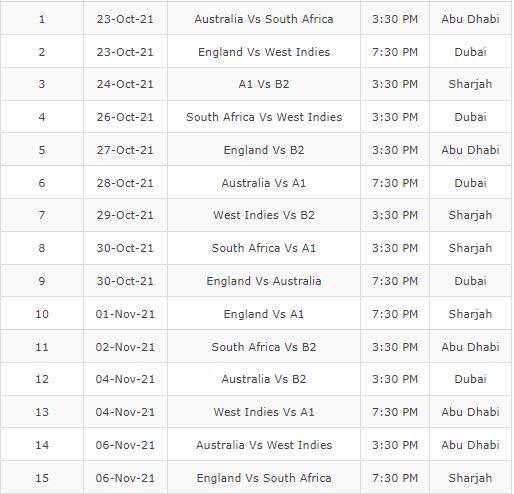 1 23-Oct-21 Australia Vs South Africa 3:30 PM Abu Dhabi
2 23-Oct-21 England Vs West Indies 7:30 PM Dubai
3 24-Oct-21 A1 Vs B2 3:30 PM Sharjah
4 26-Oct-21 South Africa Vs West Indies 3:30 PM Dubai
5 27-Oct-21 England Vs B2 3:30 PM Abu Dhabi
6 28-Oct-21 Australia Vs A1 7:30 PM Dubai
7 29-Oct-21 West Indies Vs B2 3:30 PM Sharjah
8 30-Oct-21 South Africa Vs A1 3:30 PM Sharjah
9 30-Oct-21 England Vs Australia 7:30 PM Dubai
10 01-Nov-21 England Vs A1 7:30 PM Sharjah
11 02-Nov-21 South Africa Vs B2 3:30 PM Abu Dhabi
12 04-Nov-21 Australia Vs B2 3:30 PM Dubai
13 04-Nov-21 West Indies Vs A1 7:30 PM Abu Dhabi
14 06-Nov-21 Australia Vs West Indies 3:30 PM Abu Dhabi
15 06-Nov-21 England Vs South Africa 7:30 PM Sharjah